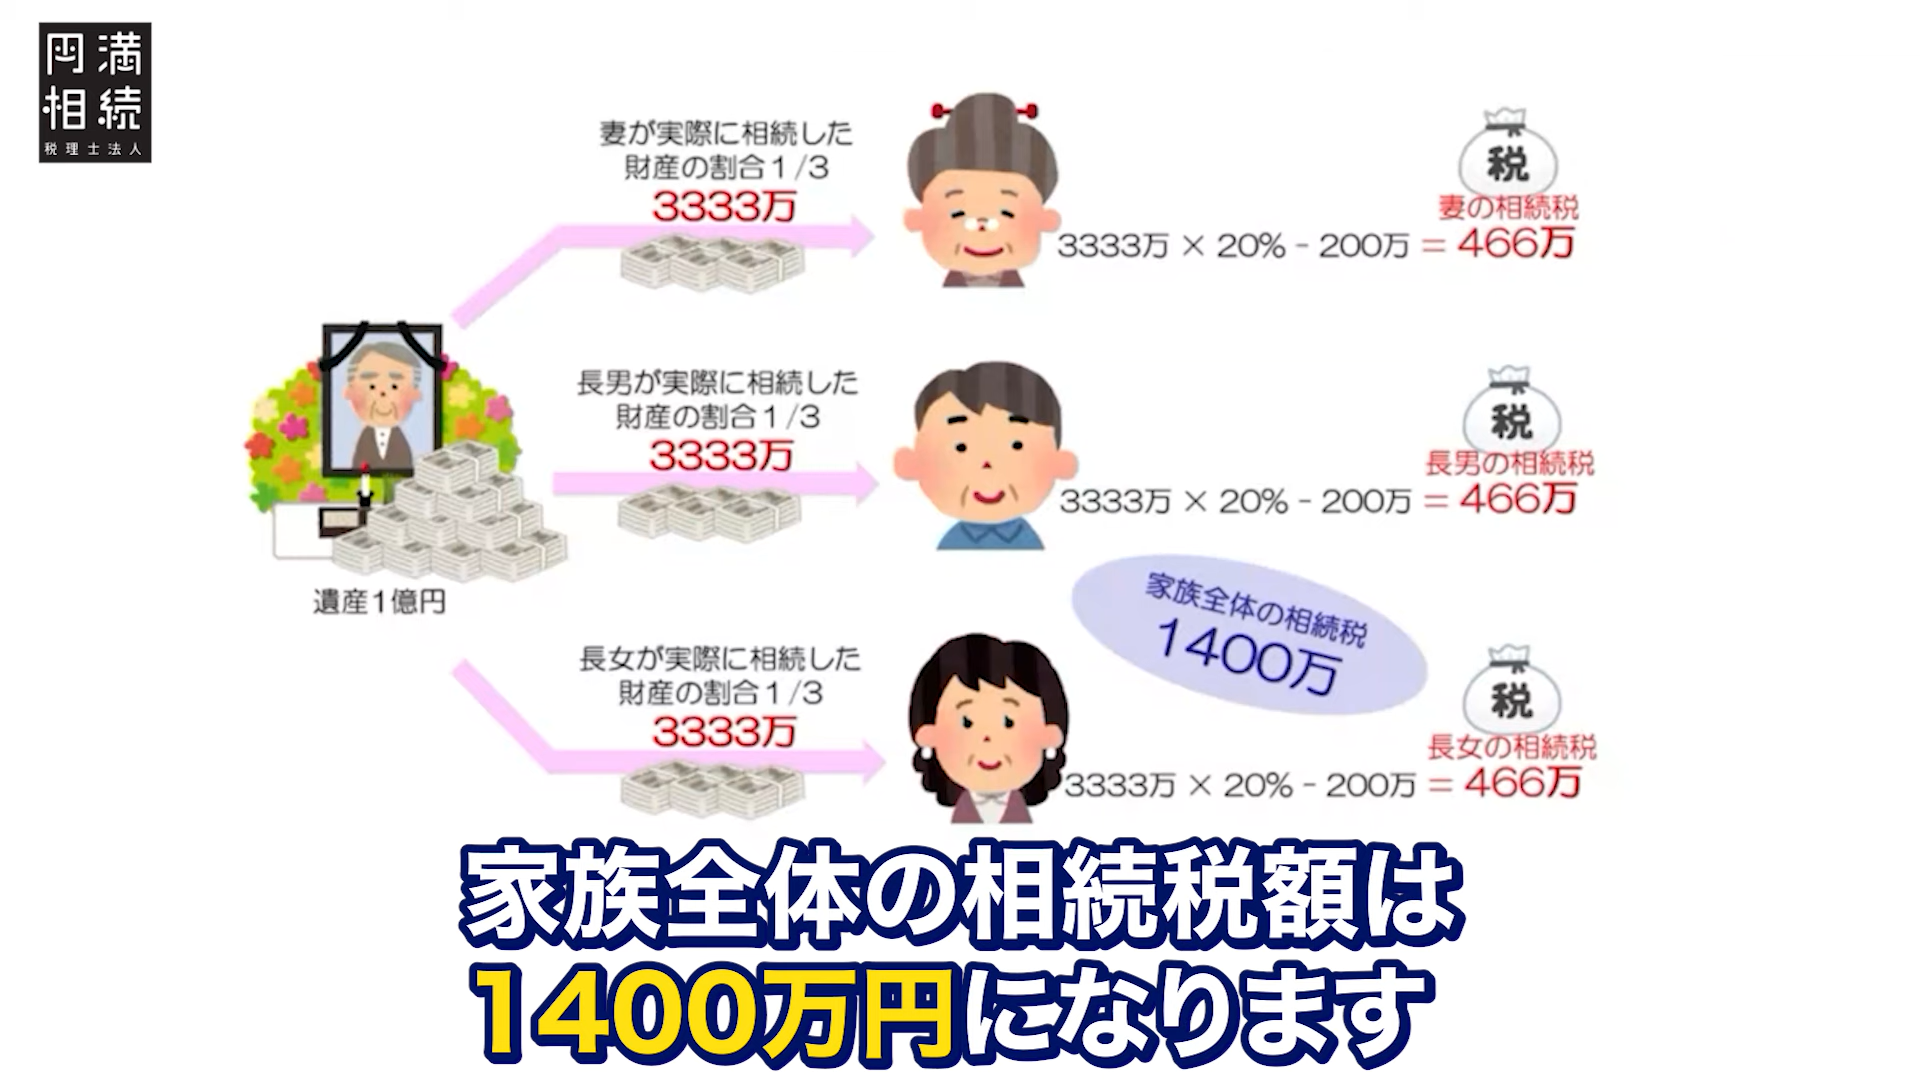 円満
相続
税理士法人
妻が実際に相続した
財産の割合1/3
3333万
税
妻の相続税
3333万 × 20% - 200万 = 466万
長男が実際に相続した
財産の割合1/3
3333万
税
長男の相続税
3333万 × 20% - 200万 = 466万
遺産1億円
家族全体の相続税
1400万
長女が実際に相続した
財産の割合1/3
3333万
税
長女の相続税
3333万 × 20% - 200万 = 466万
家族全体の相続税額は
1400万円になります